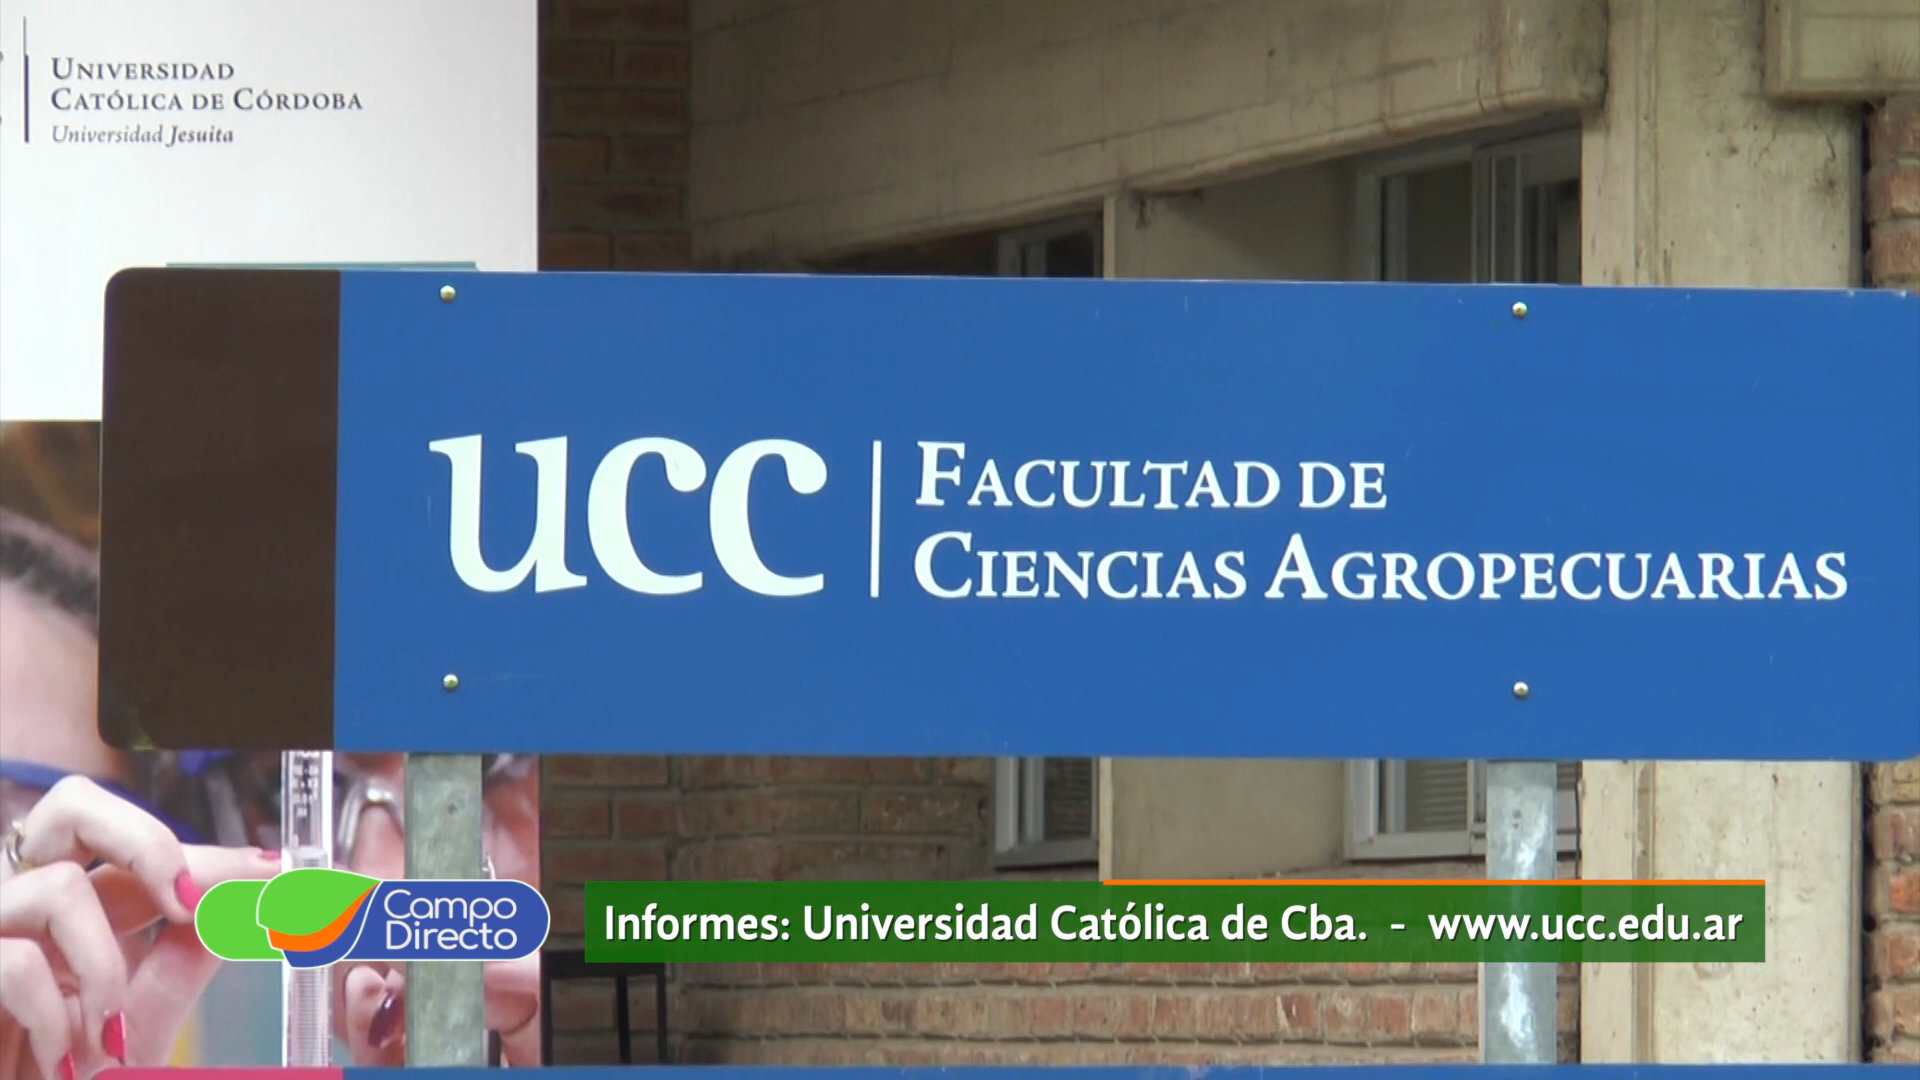 UNIVERSIDAD
CATÓLICA DE CÓRDOBA
Universidad Jesuita
ucc
FACULTAD DE
CIENCIAS AGROPECUARIAS
Campo
Directo
Informes: Universidad Católica de Cba. - www.ucc.edu.ar